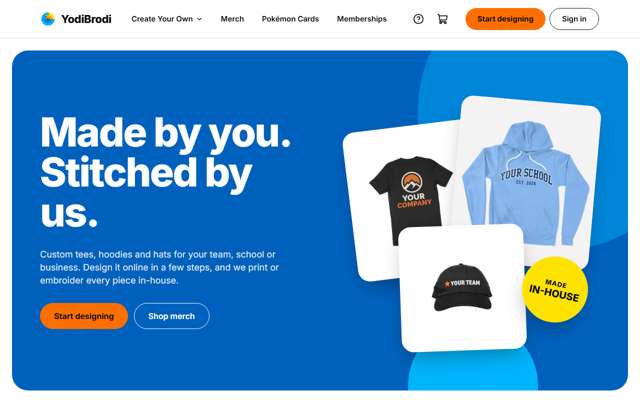 YodiBrodi
Create Your Own
Merch
Pokémon Cards
Memberships
Start designing
Sign in
Made by you.
Stitched by
us.
Custom tees, hoodies and hats for your team, school or
business. Design it online in a few steps, and we print or
embroider every piece in-house.
Start designing
Shop merch
YOUR
COMPANY
YOUR SCHOOL
EST. 2026
YOUR TEAM
MADE
IN-HOUSE